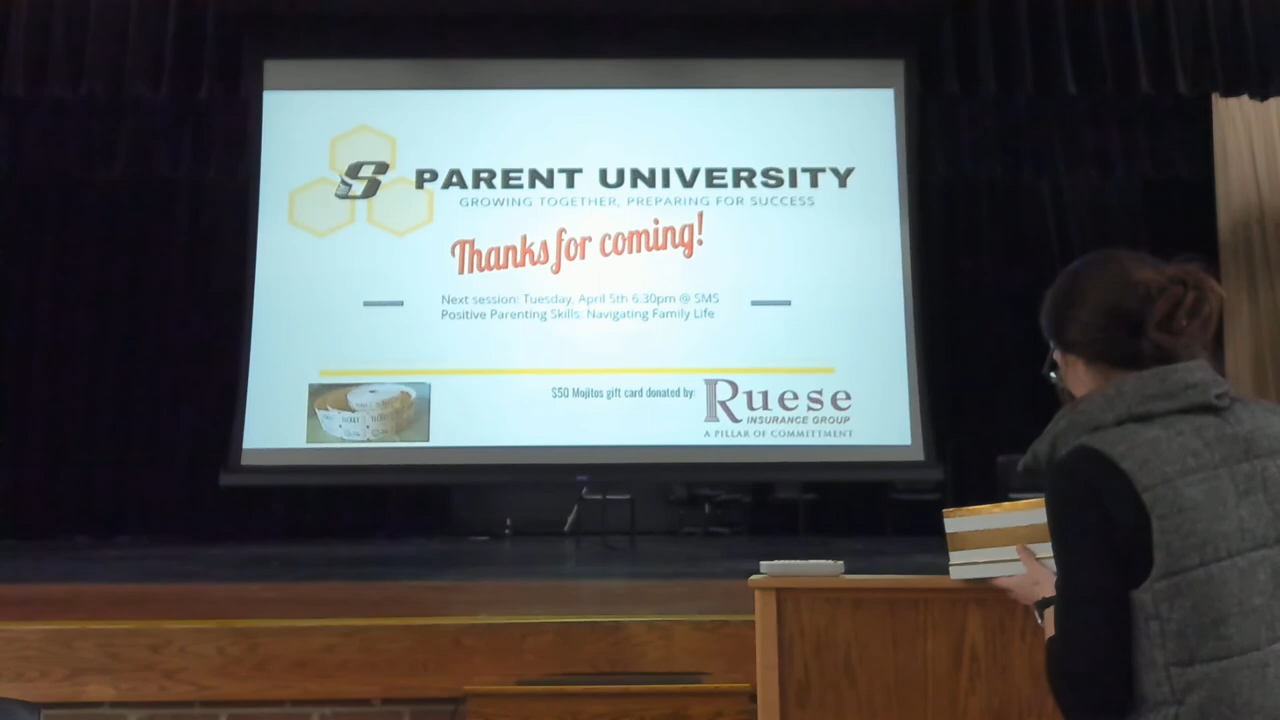 S PARENT UNIVERSITY
GROWING TOGETHER, PREPARING FOR SUCCESS
Thanks for coming!
Next session: Tuesday, April 5th 6:30pm @ SMS
Positive Parenting Skills: Navigating Family Life
$50 Mojitos gift card donated by:
Ruese
INSURANCE GROUP
A PILLAR OF COMMITTMENT
TICKET